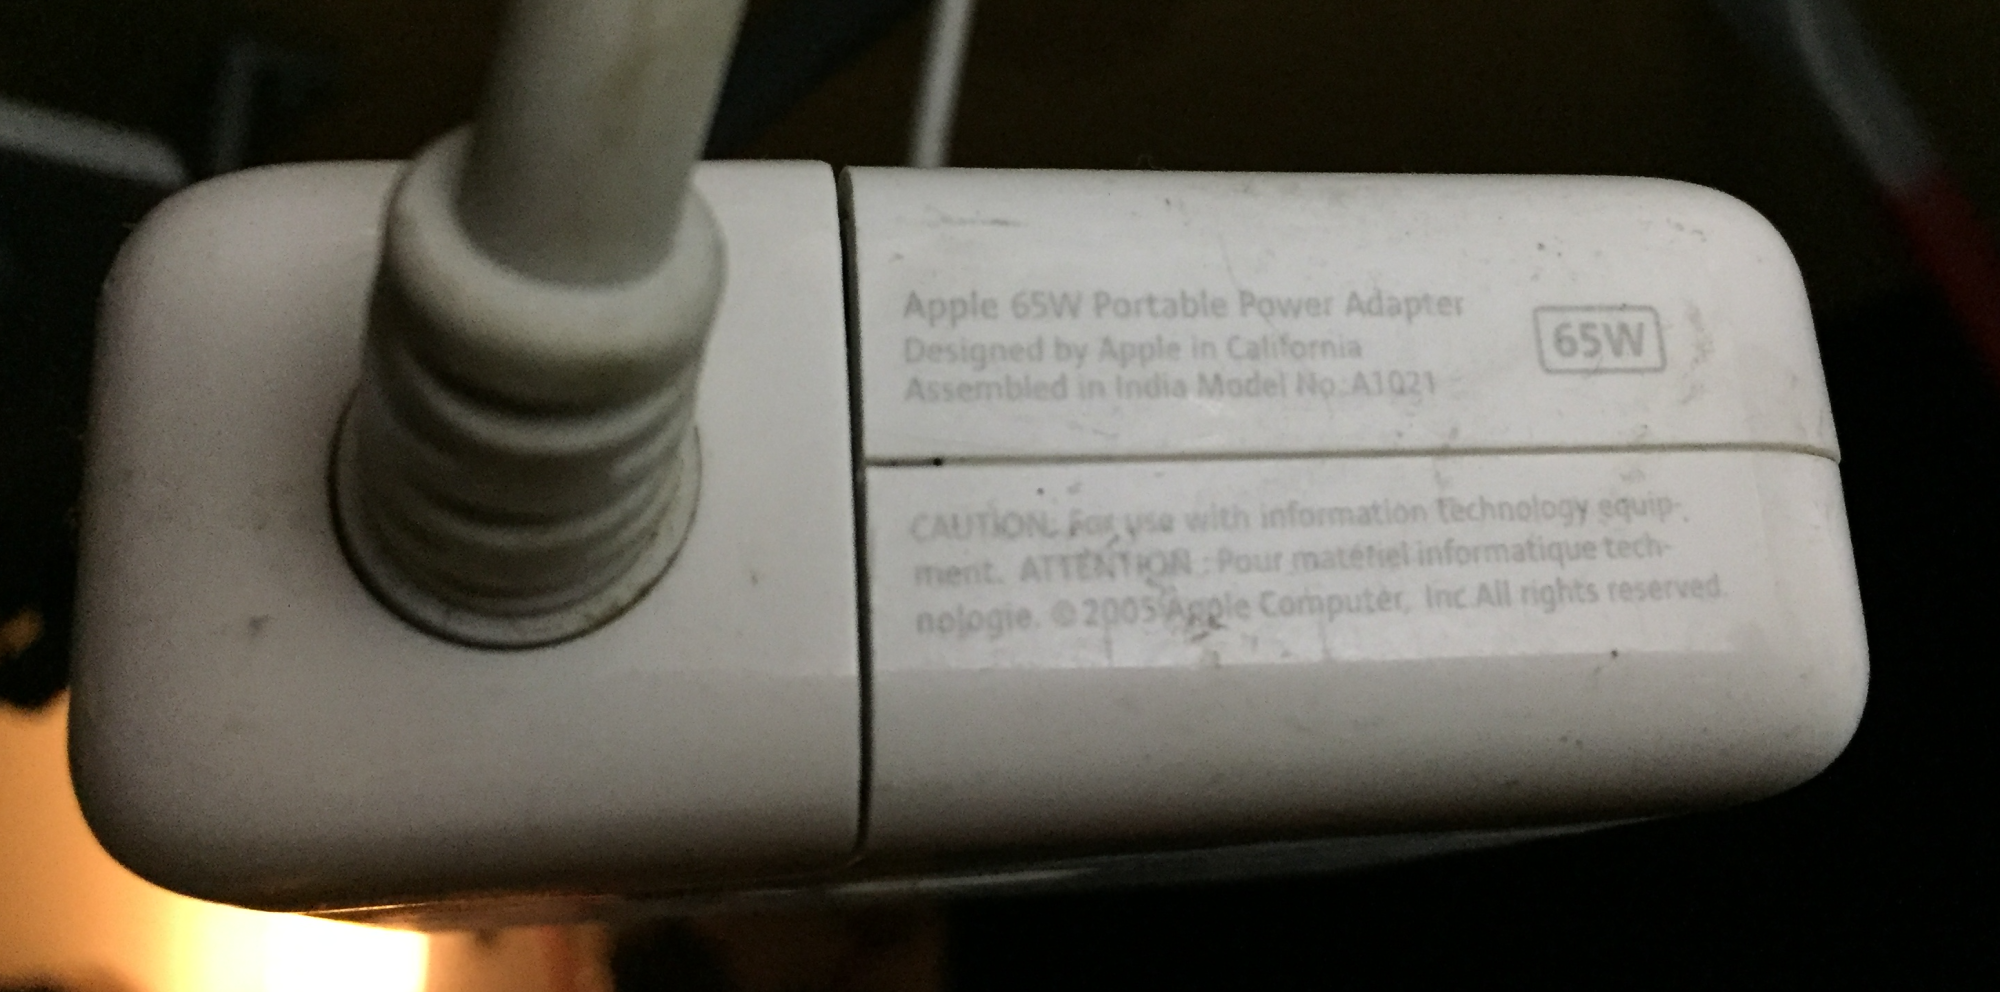 Apple 65W Portable Power Adapter
Designed by Apple in California
Assembled in India Model No:A1021
65W
CAUTION: For use with information technology equip-
ment. ATTENTION : Pour matériel informatique tech-
nologie. © 2005 Apple Computer, Inc.All rights reserved.